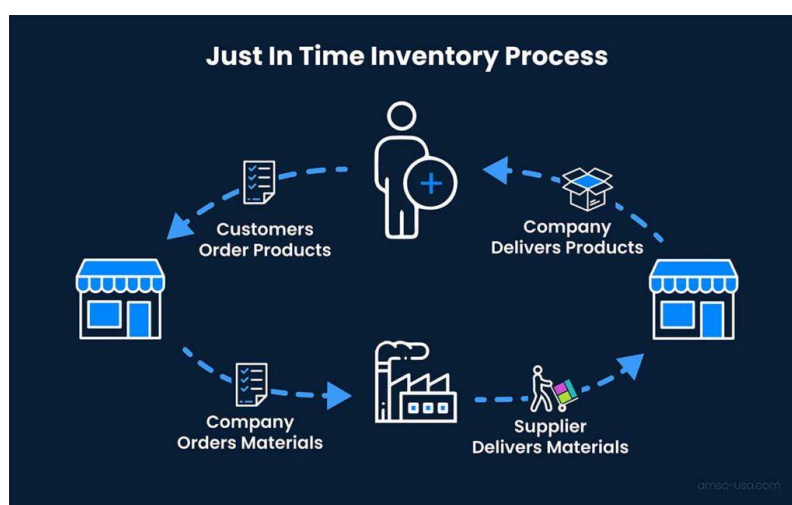 Just In Time Inventory Process
Customers
Order Products
Company
Delivers Products
Company
Orders Materials
Supplier
Delivers Materials
amsc-usa.com